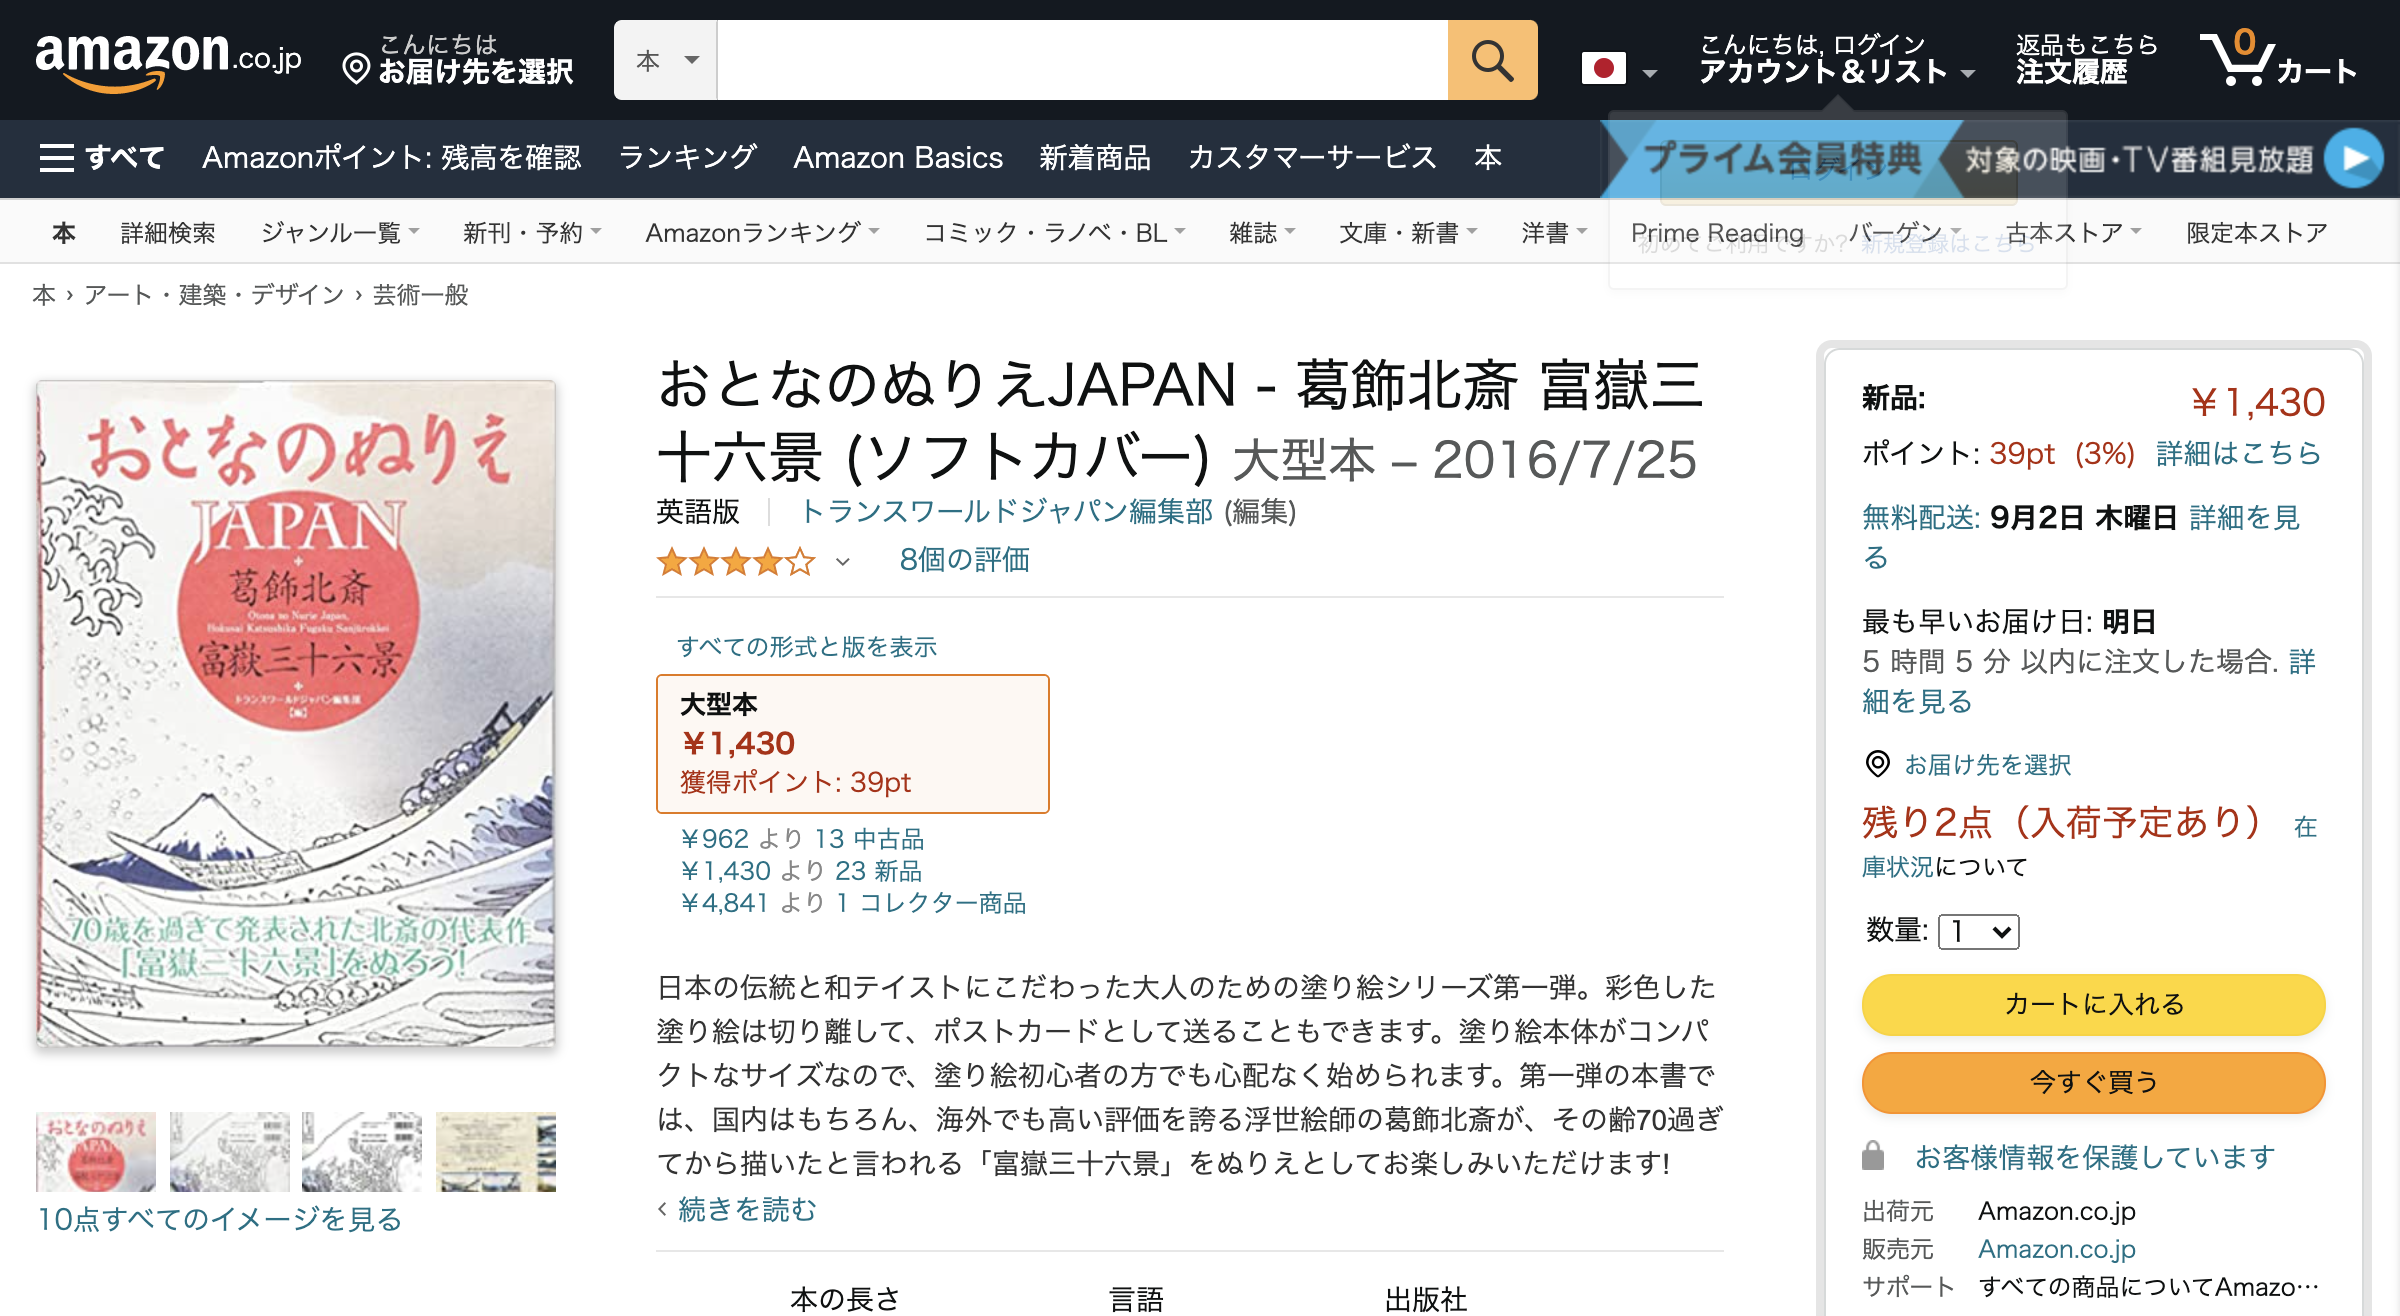 amazon.co.jp
こんにちは
お届け先を選択
本
こんにちは, ログイン
アカウント＆リスト
返品もこちら
注文履歴
0
カート
すべて
Amazonポイント: 残高を確認
ランキング
Amazon Basics
新着商品
カスタマーサービス
本
プライム会員特典
ログイン
対象の映画・TV番組見放題
本
詳細検索
ジャンル一覧
新刊・予約
Amazonランキング
コミック・ラノベ・BL
雑誌
文庫・新書
洋書
Prime Reading
バーゲン
古本ストア
限定本ストア
初めてご利用ですか? 新規登録はこちら
本 › アート・建築・デザイン › 芸術一般
おとなのぬりえ
JAPAN
葛飾北斎
Otona no Nurie Japan,
Hokusai Katsushika Fugaku Sanjurokkei
富嶽三十六景
トランスワールドジャパン編集部
【編】
70歳を過ぎて発表された北斎の代表作
「富嶽三十六景」をぬろう!
10点すべてのイメージを見る
おとなのぬりえJAPAN - 葛飾北斎 富嶽三
十六景 (ソフトカバー) 大型本 – 2016/7/25
英語版
トランスワールドジャパン編集部 (編集)
8個の評価
すべての形式と版を表示
大型本
￥1,430
獲得ポイント: 39pt
￥962 より 13 中古品
￥1,430 より 23 新品
￥4,841 より 1 コレクター商品
日本の伝統と和テイストにこだわった大人のための塗り絵シリーズ第一弾。彩色した
塗り絵は切り離して、ポストカードとして送ることもできます。塗り絵本体がコンパ
クトなサイズなので、塗り絵初心者の方でも心配なく始められます。第一弾の本書で
は、国内はもちろん、海外でも高い評価を誇る浮世絵師の葛飾北斎が、その齢70過ぎ
てから描いたと言われる「富嶽三十六景」をぬりえとしてお楽しみいただけます!
‹ 続きを読む
本の長さ
言語
出版社
新品:
￥1,430
ポイント: 39pt (3%) 詳細はこちら
無料配送: 9月2日 木曜日 詳細を見
る
最も早いお届け日: 明日
5 時間 5 分 以内に注文した場合. 詳
細を見る
お届け先を選択
残り2点（入荷予定あり） 在
庫状況について
数量: 1
カートに入れる
今すぐ買う
お客様情報を保護しています
出荷元 Amazon.co.jp
販売元 Amazon.co.jp
サポート すべての商品についてAmazo…